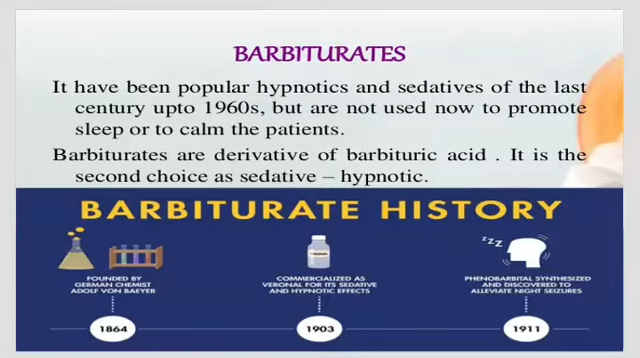 BARBITURATES
It have been popular hypnotics and sedatives of the last
century upto 1960s, but are not used now to promote
sleep or to calm the patients.
Barbiturates are derivative of barbituric acid . It is the
second choice as sedative – hypnotic.
BARBITURATE HISTORY
zzz
FOUNDED BY
GERMAN CHEMIST
ADOLF VON BAEYER
COMMERCIALIZED AS
VERONAL FOR ITS SEDATIVE
AND HYPNOTIC EFFECTS
PHENOBARBITAL SYNTHESIZED
AND DISCOVERED TO
ALLEVIATE NIGHT SEIZURES
1864
1903
1911